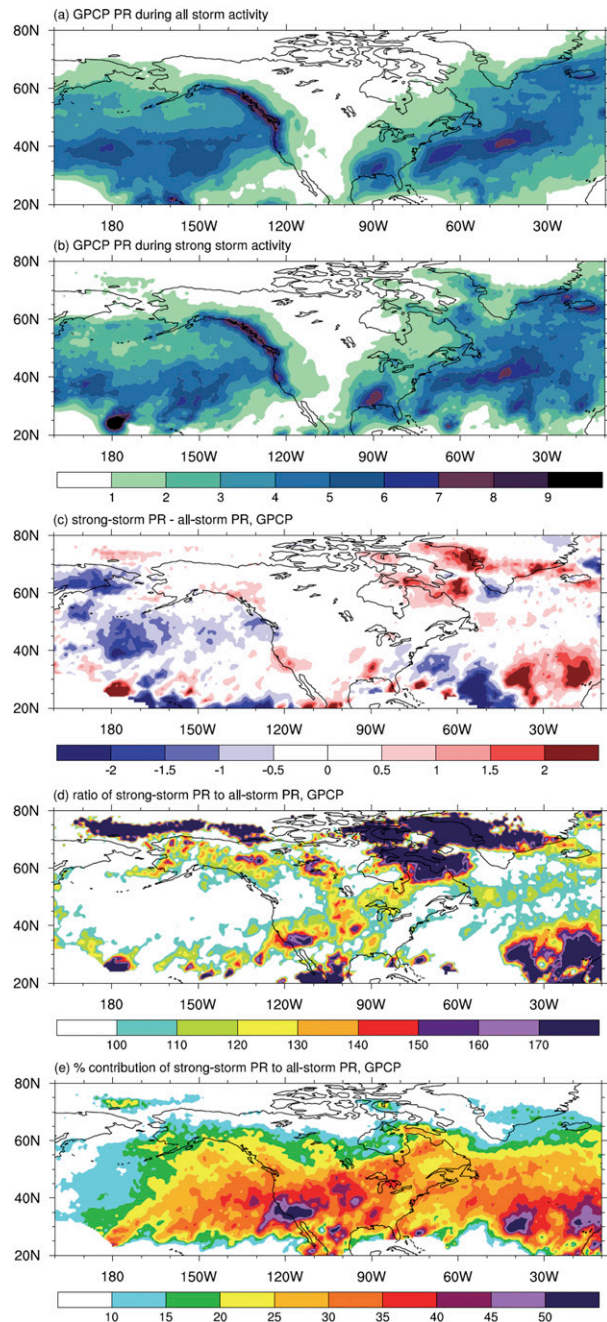 (a) GPCP PR during all storm activity
80N
60N
40N
20N
180 150W 120W 90W 60W 30W
(b) GPCP PR during strong storm activity
80N
60N
40N
20N
180 150W 120W 90W 60W 30W
1 2 3 4 5 6 7 8 9
(c) strong-storm PR - all-storm PR, GPCP
80N
60N
40N
20N
180 150W 120W 90W 60W 30W
-2 -1.5 -1 -0.5 0 0.5 1 1.5 2
(d) ratio of strong-storm PR to all-storm PR, GPCP
80N
60N
40N
20N
180 150W 120W 90W 60W 30W
100 110 120 130 140 150 160 170
(e) % contribution of strong-storm PR to all-storm PR, GPCP
80N
60N
40N
20N
180 150W 120W 90W 60W 30W
10 15 20 25 30 35 40 45 50